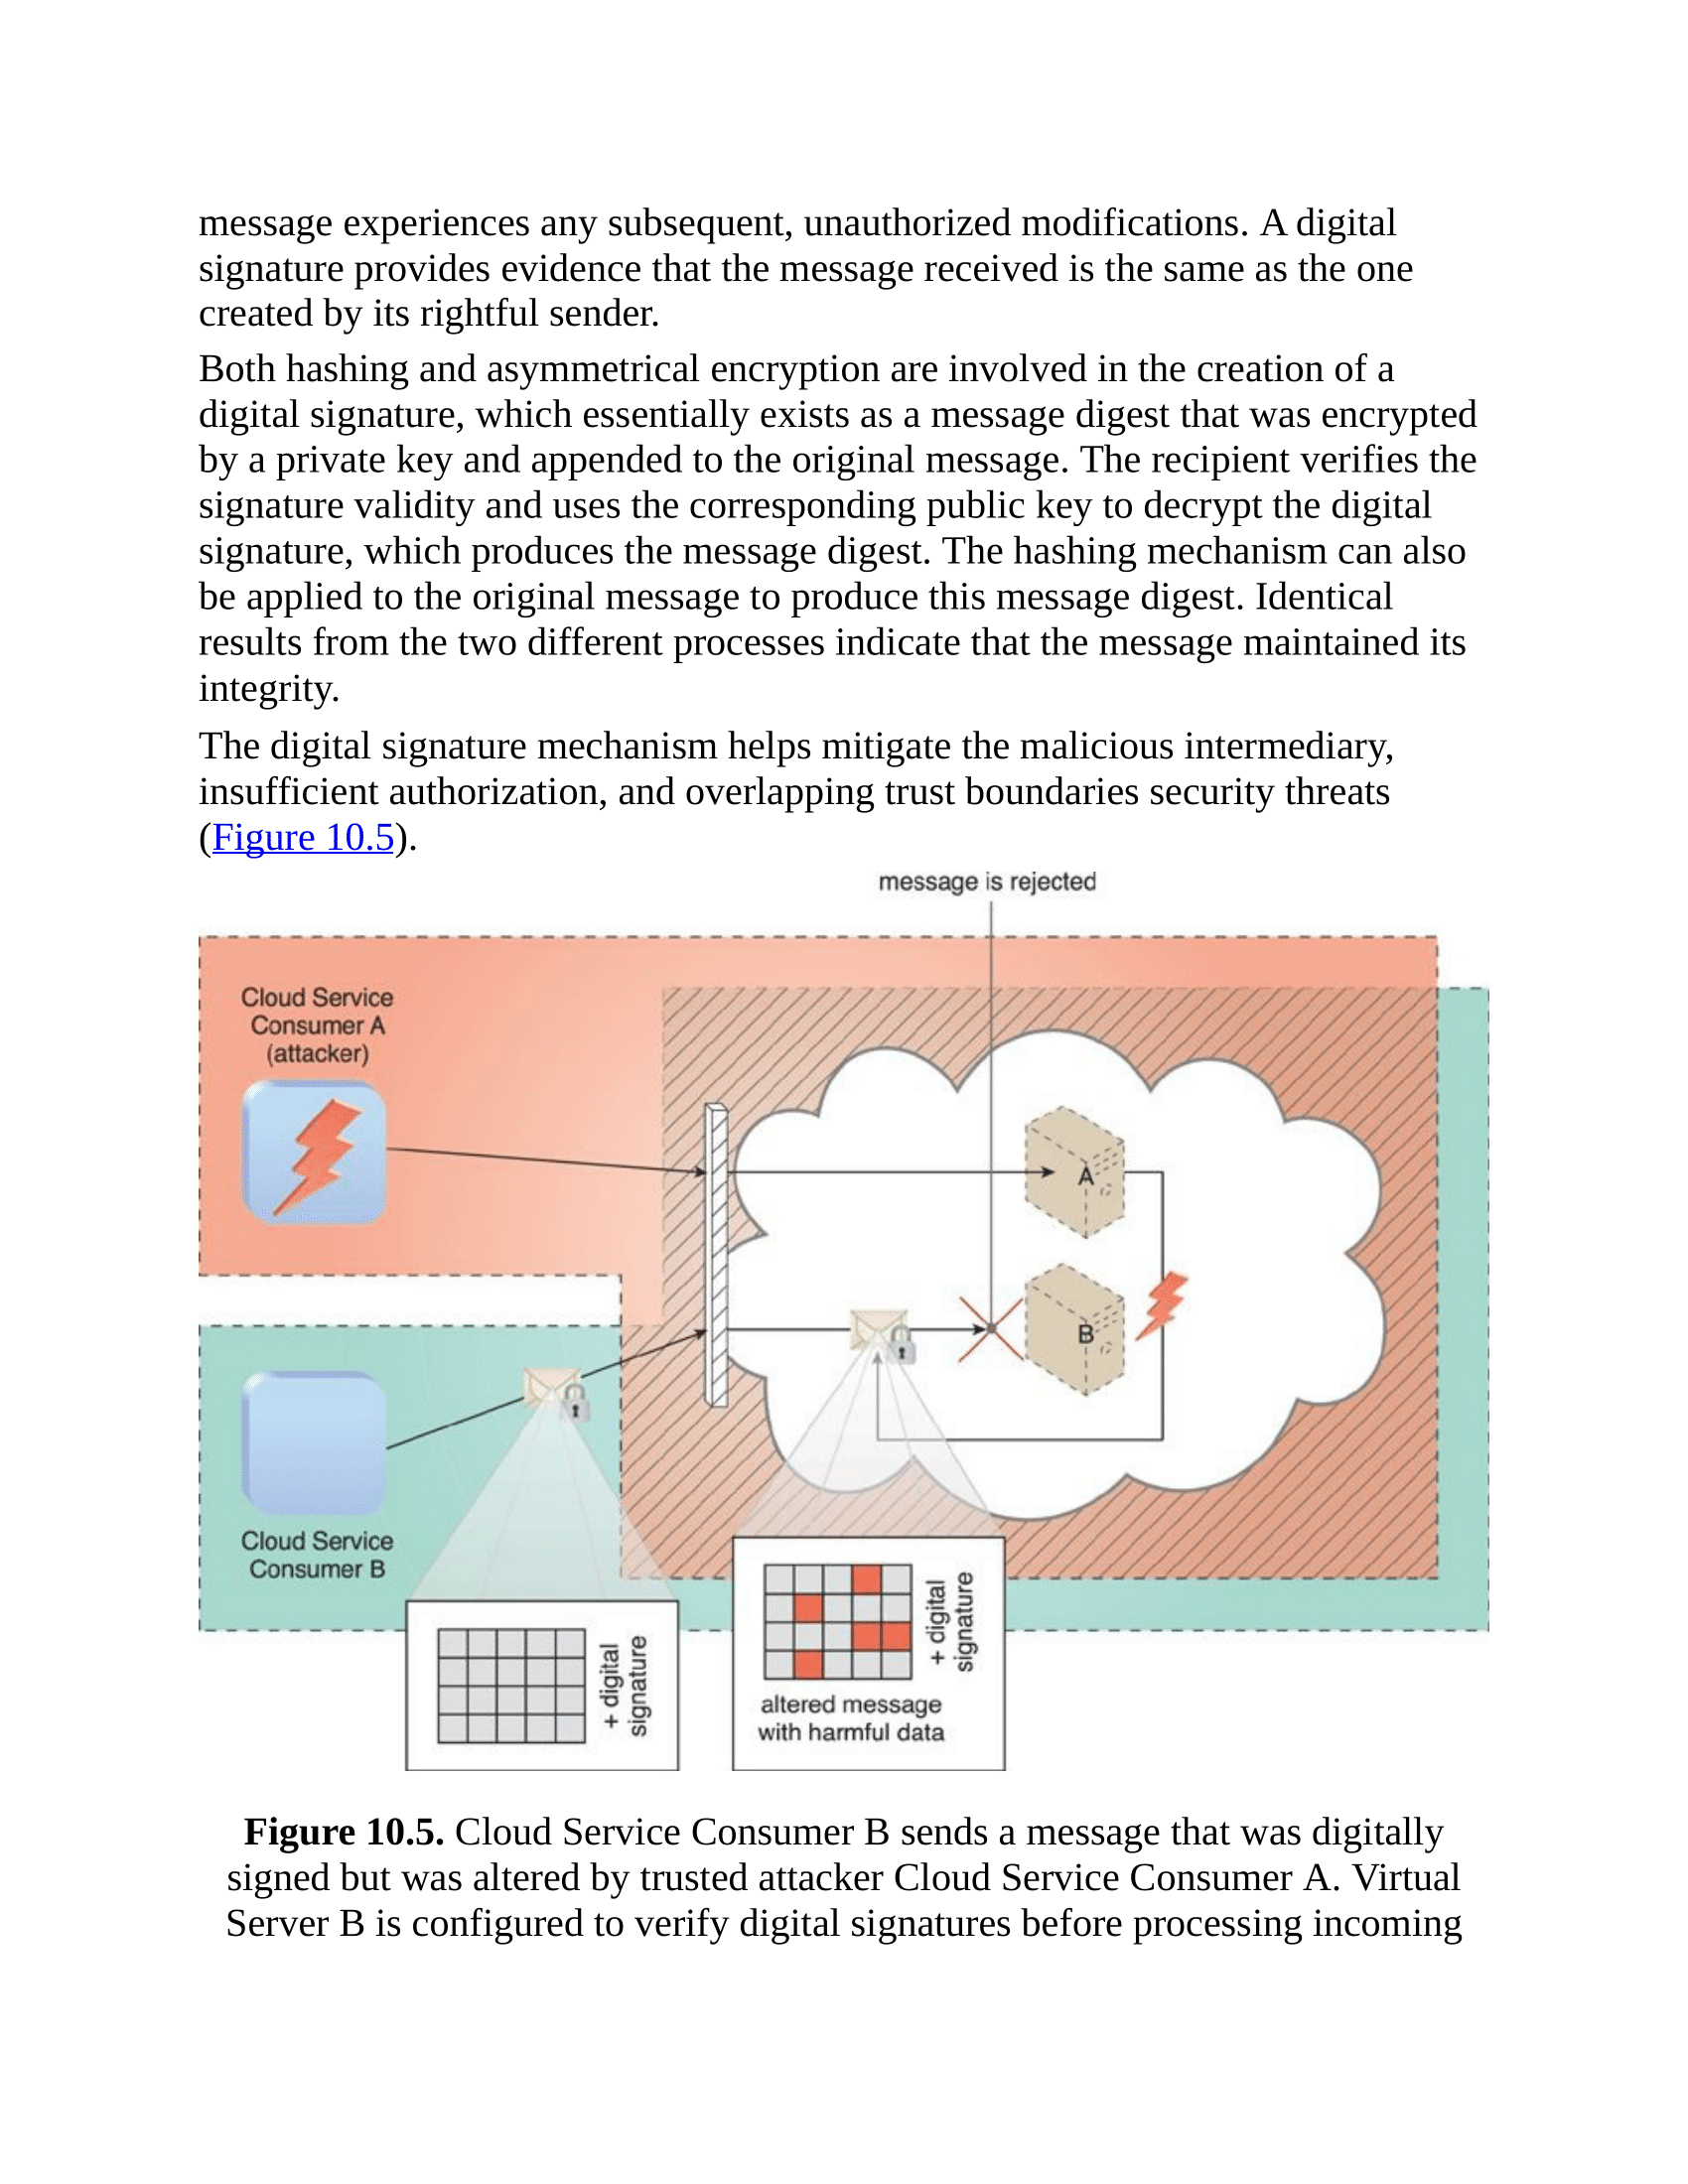 message experiences any subsequent, unauthorized modifications. A digital
signature provides evidence that the message received is the same as the one
created by its rightful sender.
Both hashing and asymmetrical encryption are involved in the creation of a
digital signature, which essentially exists as a message digest that was encrypted
by a private key and appended to the original message. The recipient verifies the
signature validity and uses the corresponding public key to decrypt the digital
signature, which produces the message digest. The hashing mechanism can also
be applied to the original message to produce this message digest. Identical
results from the two different processes indicate that the message maintained its
integrity.
The digital signature mechanism helps mitigate the malicious intermediary,
insufficient authorization, and overlapping trust boundaries security threats
(Figure 10.5).
message is rejected
Cloud Service
Consumer A
(attacker)
A
B
Cloud Service
Consumer B
+ digital
signature
+ digital
signature
altered message
with harmful data
Figure 10.5. Cloud Service Consumer B sends a message that was digitally
signed but was altered by trusted attacker Cloud Service Consumer A. Virtual
Server B is configured to verify digital signatures before processing incoming